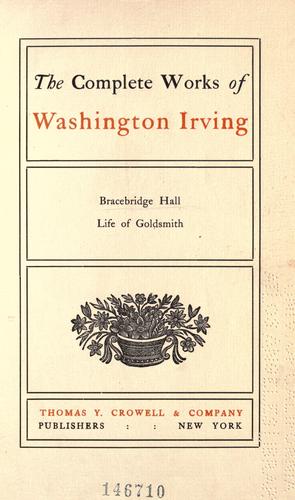 The Complete Works of
Washington Irving
Bracebridge Hall
Life of Goldsmith
THOMAS Y. CROWELL & COMPANY
PUBLISHERS : : NEW YORK
146710